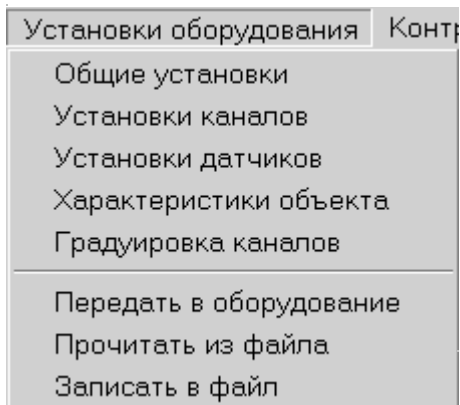 Установки оборудования Контр
Общие установки
Установки каналов
Установки датчиков
Характеристики объекта
Градуировка каналов
Передать в оборудование
Прочитать из файла
Записать в файл